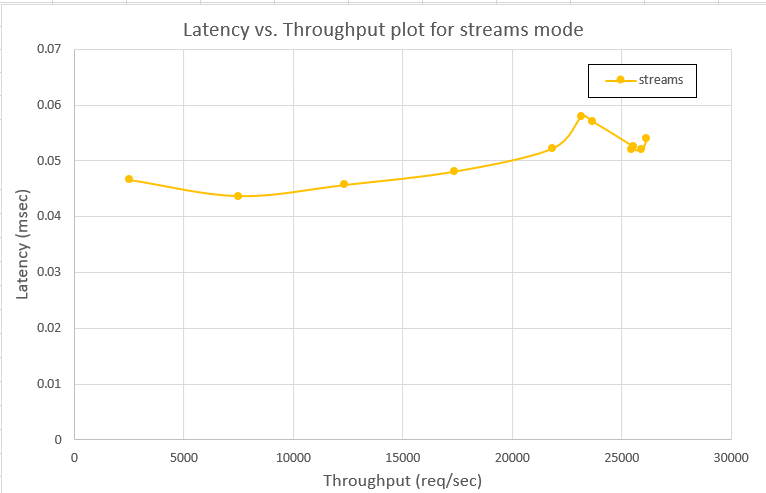 Latency vs. Throughput plot for streams mode
streams
Latency (msec)
0.07
0.06
0.05
0.04
0.03
0.02
0.01
0
0 5000 10000 15000 20000 25000 30000
Throughput (req/sec)